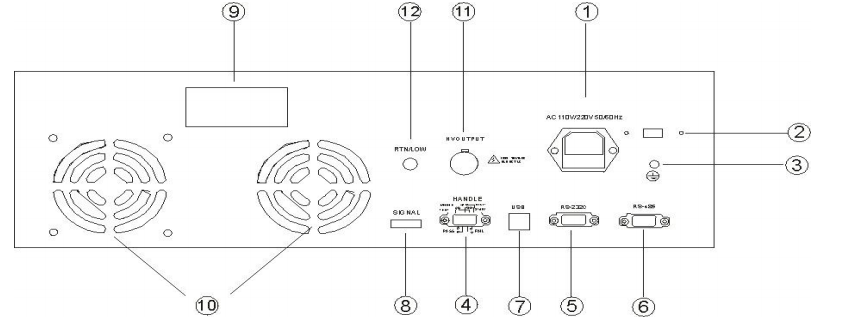 ⑨ ⑫ ⑪ ①
AC 110V/220V 50/60Hz
②
RTN/LOW
HV OUTPUT
③
HANDLE
SIGNAL
USB
RS-232C
RS-485
⑩ ⑧ ④ ⑦ ⑤ ⑥